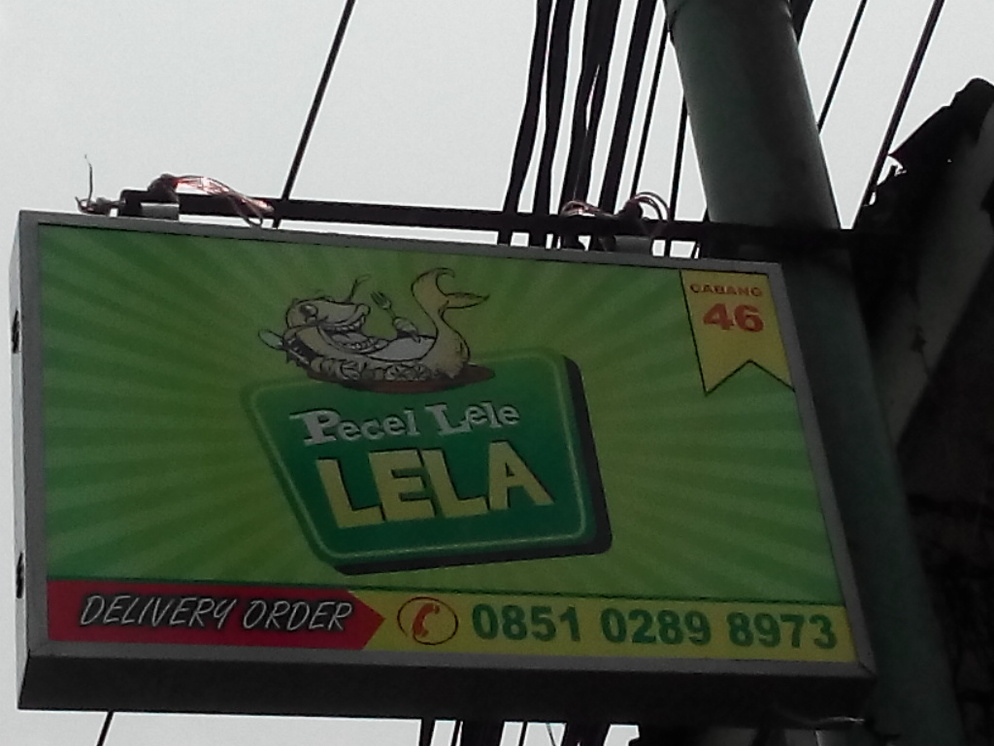 CABANG
46
Pecel Lele
LELA
DELIVERY ORDER
0851 0289 8973